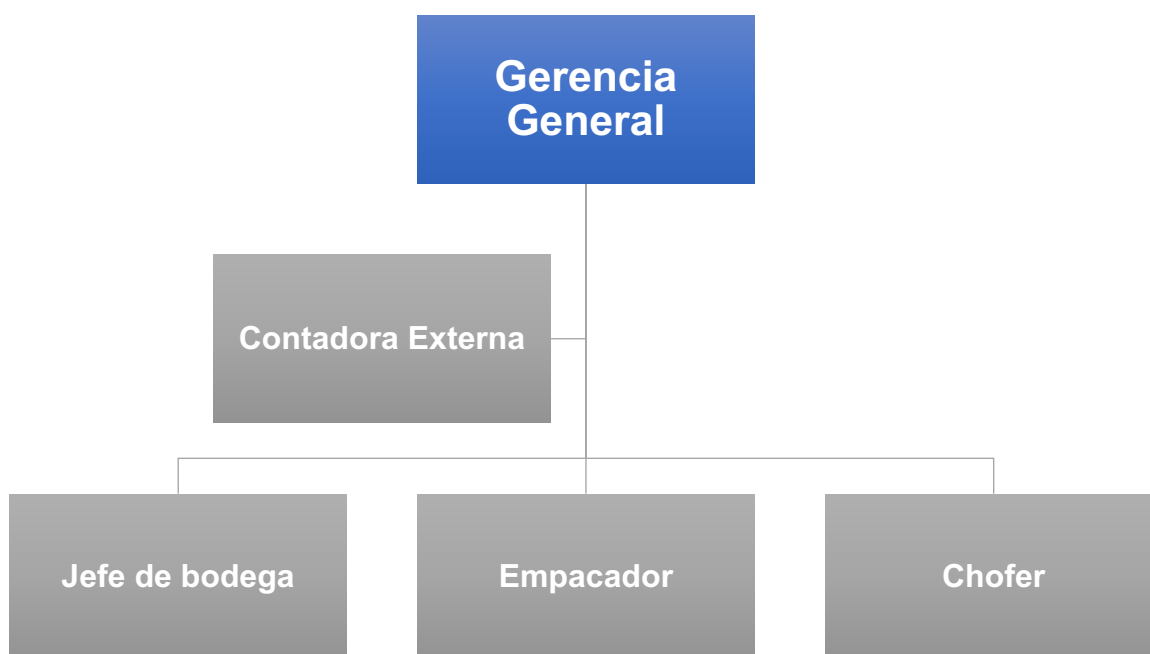 Gerencia
General
Contadora Externa
Jefe de bodega
Empacador
Chofer